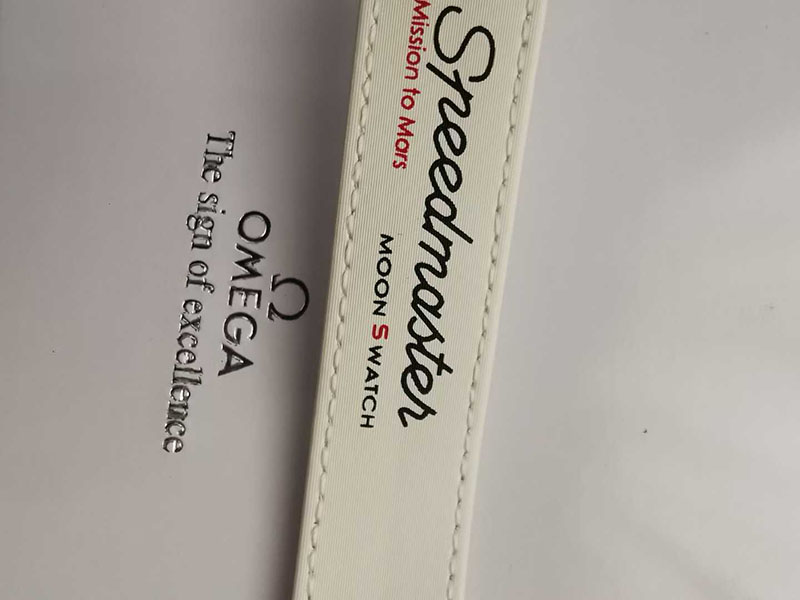 Speedmaster
Mission to Mars
MOON SWATCH
Ω
OMEGA
The sign of excellence